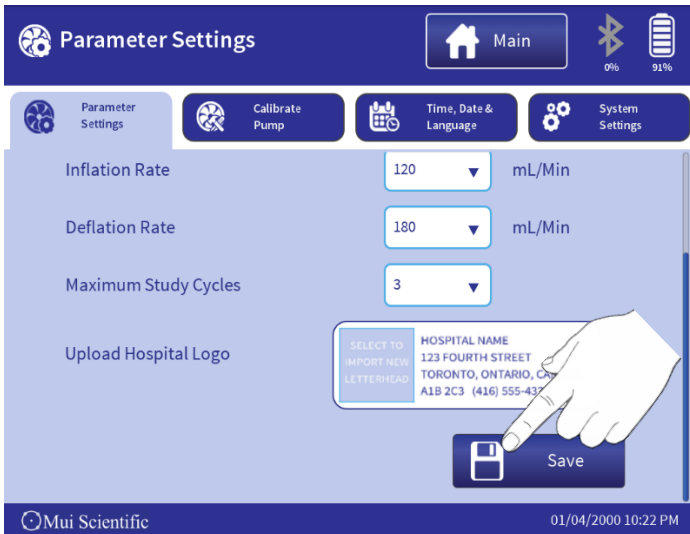 Parameter Settings
Main
0%
91%
Parameter
Settings
Calibrate
Pump
Time, Date &
Language
System
Settings
Inflation Rate
120
mL/Min
Deflation Rate
180
mL/Min
Maximum Study Cycles
3
Upload Hospital Logo
SELECT TO
IMPORT NEW
LETTERHEAD
HOSPITAL NAME
123 FOURTH STREET
TORONTO, ONTARIO,
A1B 2C3 (416)
Save
Mui Scientific
01/04/2000 10:22 PM